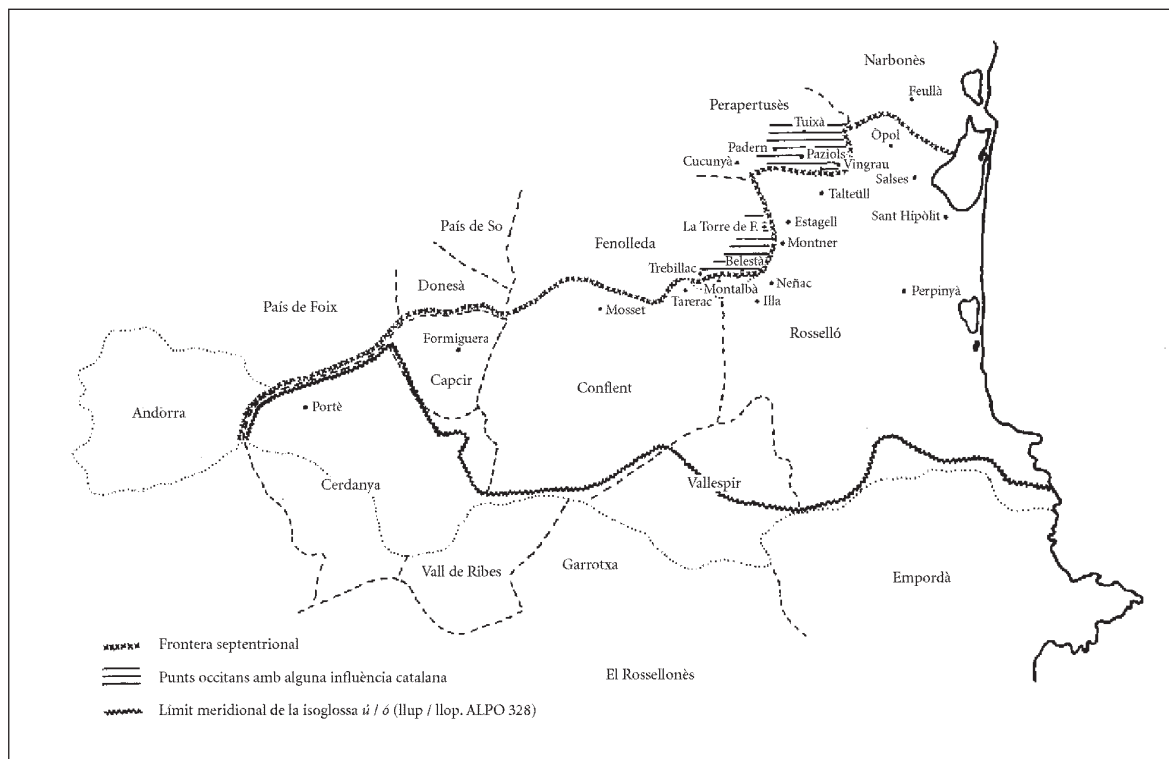 Narbonès
Feullà
Perapertusès
Tuixà
Òpol
Padern
Paziols
Cucunyà
Vingrau
Salses
Talteüll
País de So
La Torre de F.
Estagell
Sant Hipòlit
Fenolleda
Montner
Belestà
Trebillac
Donesà
Montalbà
Neñac
Tarerac
Illa
Perpinyà
País de Foix
Mosset
Rosselló
Formiguera
Capcir
Conflent
Andorra
Portè
Cerdanya
Vallespir
Vall de Ribes
Garrotxa
Empordà
Frontera septentrional
Punts occitans amb alguna influència catalana
El Rossellonès
Límit meridional de la isoglossa ú / ó (llup / llop. ALPO 328)